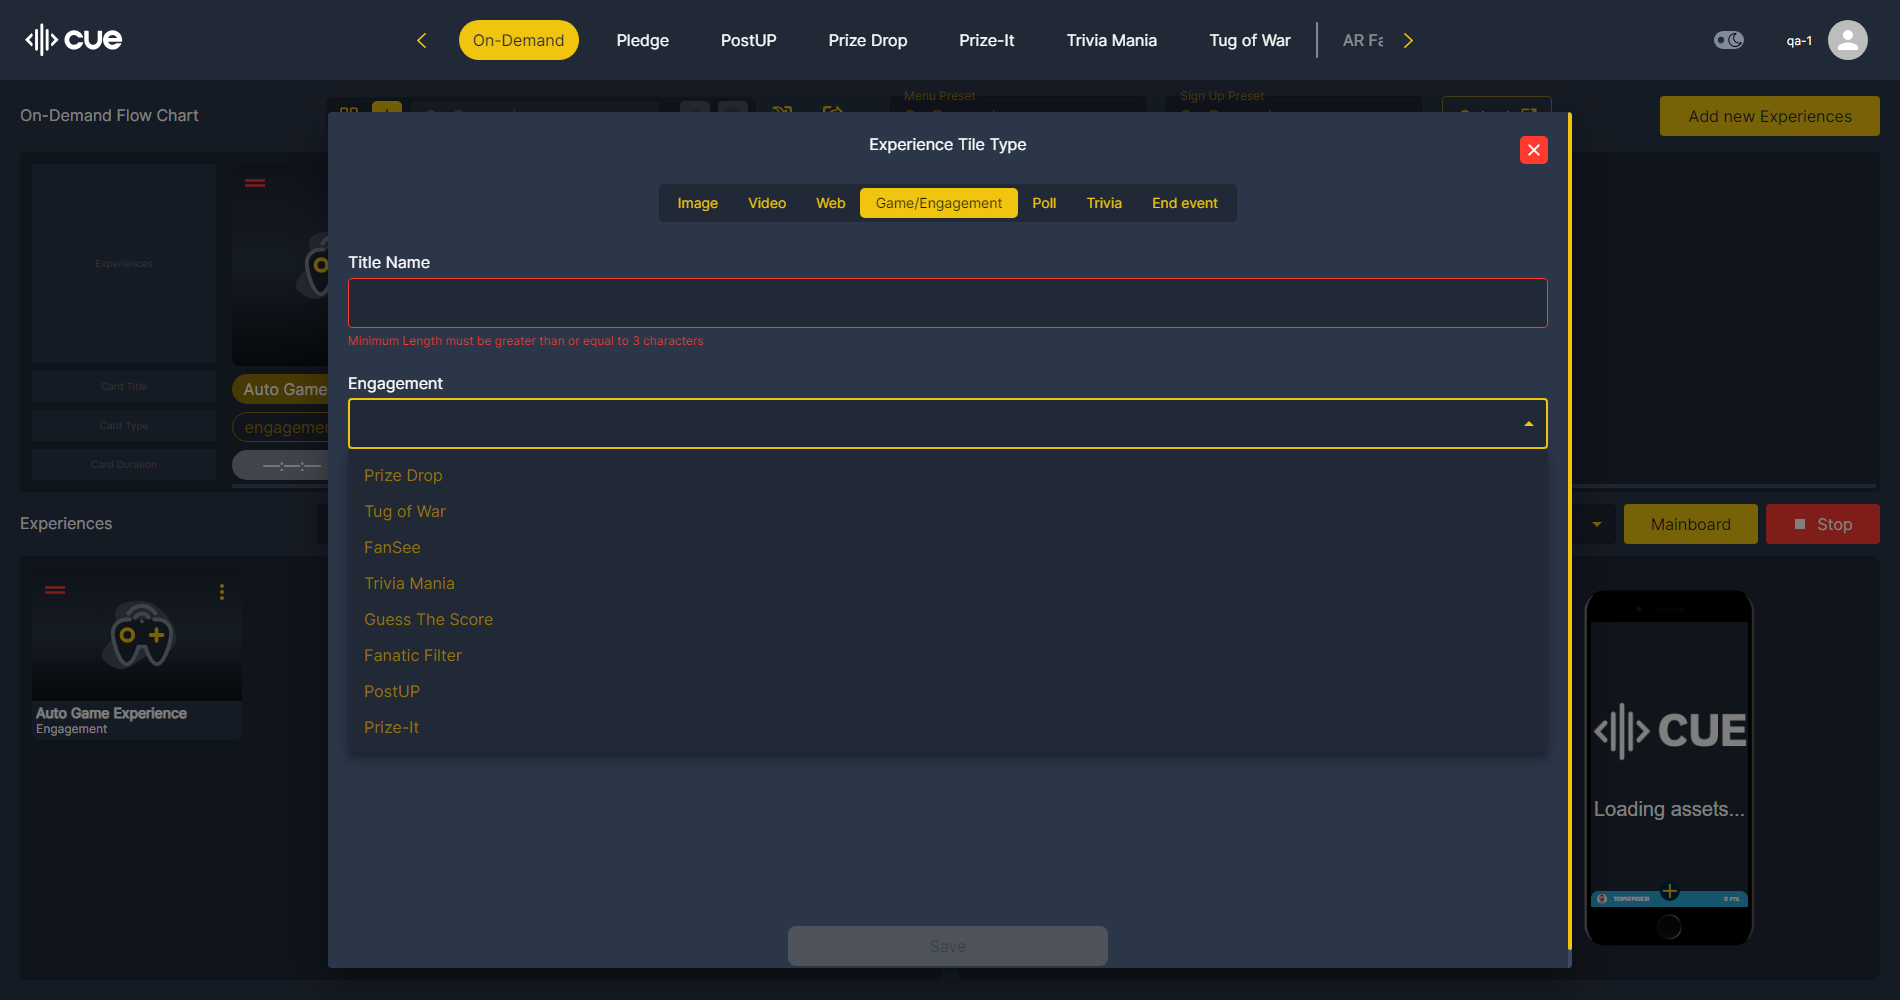 CUE
On-Demand
Pledge
PostUP
Prize Drop
Prize-It
Trivia Mania
Tug of War
AR Fa
qa-1
On-Demand Flow Chart
Menu Preset
Sign Up Preset
Add new Experiences
Experience Tile Type
Image
Video
Web
Game/Engagement
Poll
Trivia
End event
Experiences
Title Name
Minimum Length must be greater than or equal to 3 characters
Card Title
Auto Game
Engagement
Card Type
engagemen
Card Duration
—:—:—
Prize Drop
Tug of War
FanSee
Trivia Mania
Guess The Score
Fanatic Filter
PostUP
Prize-It
Experiences
Mainboard
Stop
Auto Game Experience
Engagement
CUE
Loading assets...
Save